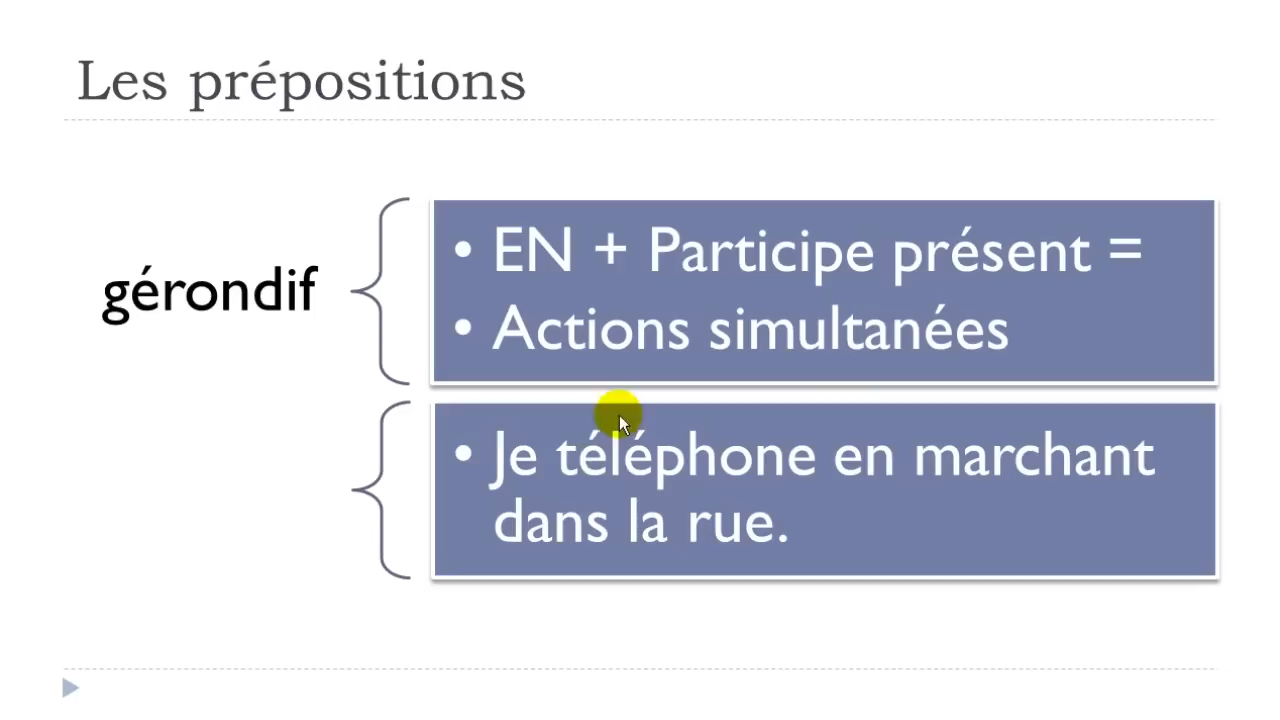 Les prépositions
gérondif
• EN + Participe présent =
• Actions simultanées
• Je téléphone en marchant
dans la rue.